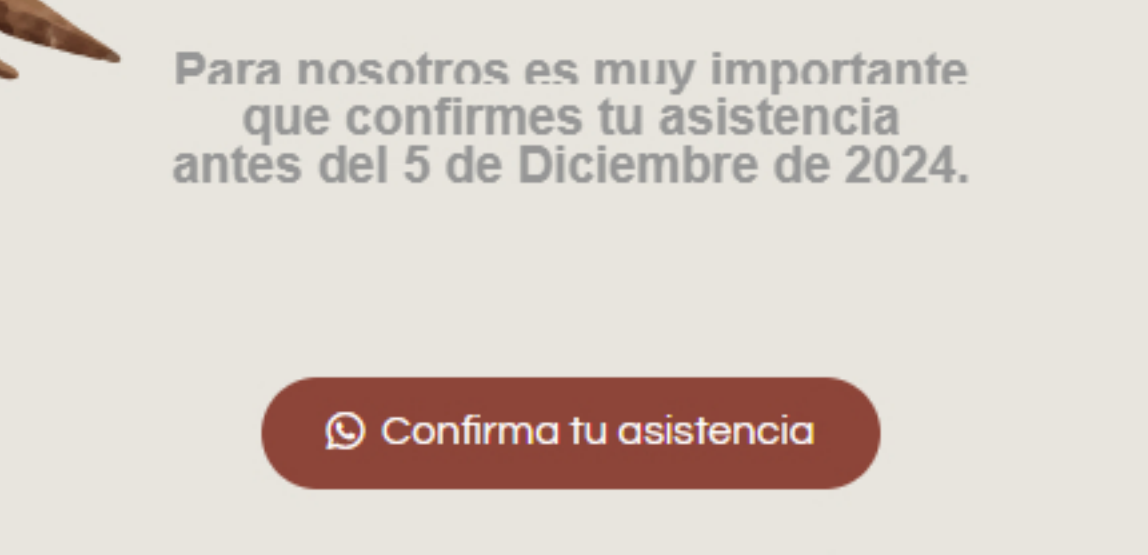 Para nosotros es muy importante
que confirmes tu asistencia
antes del 5 de Diciembre de 2024.
Confirma tu asistencia